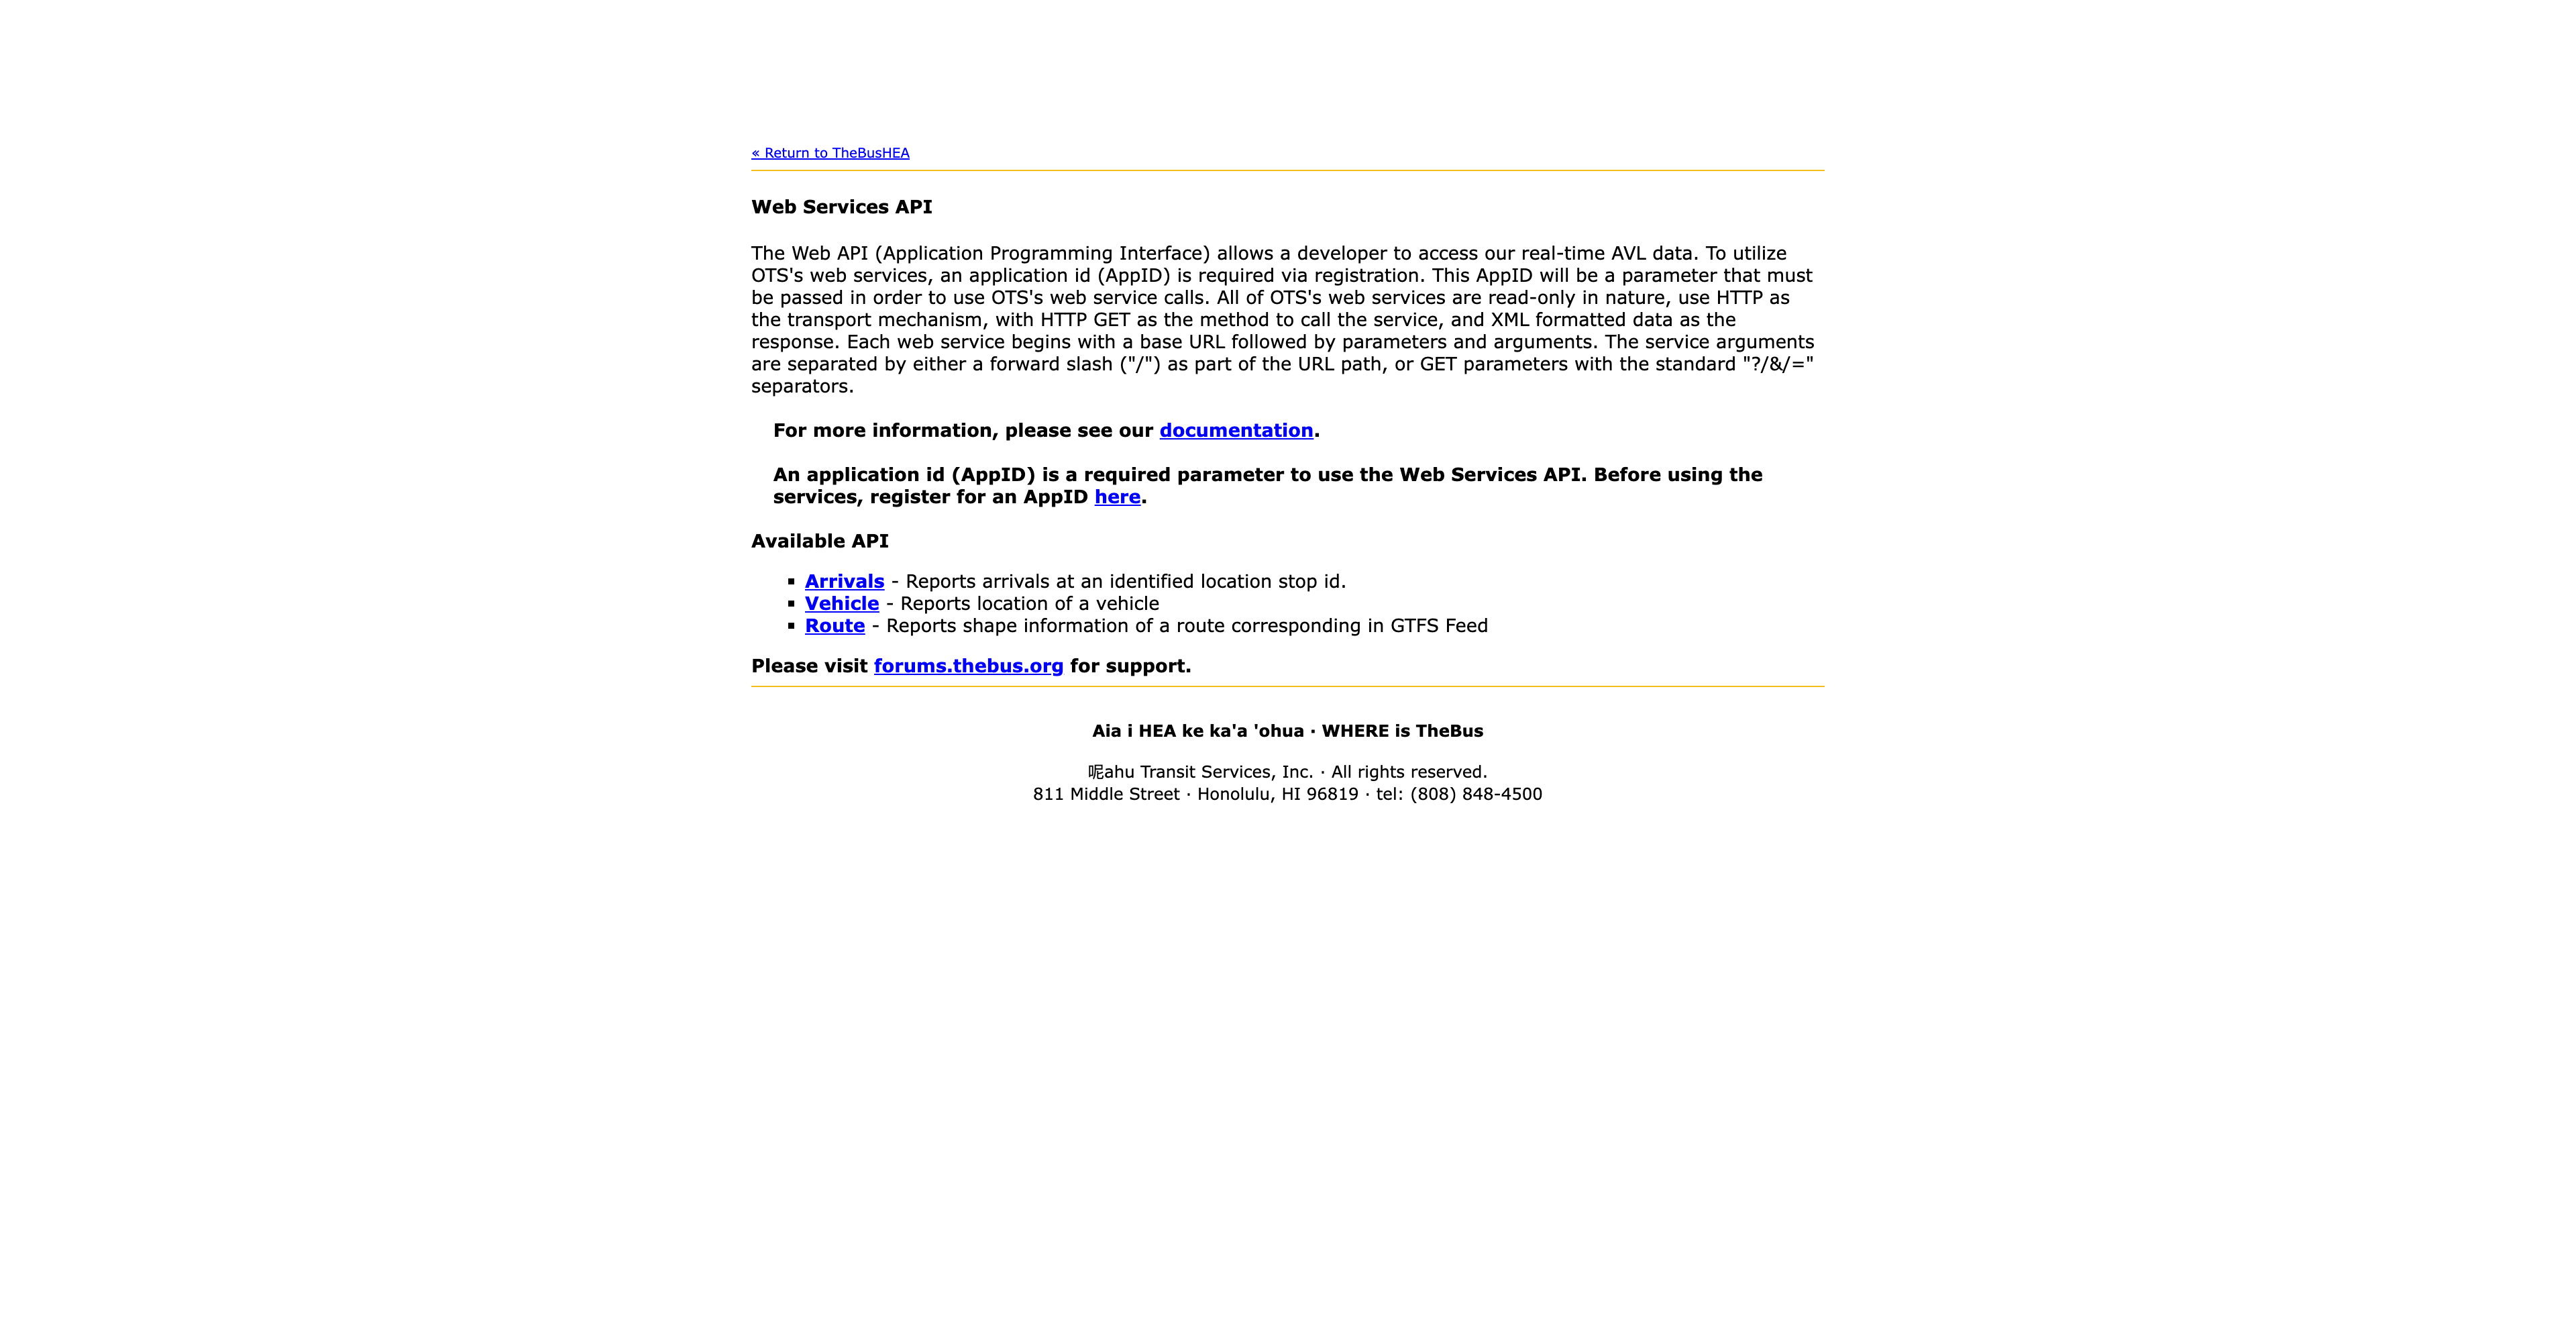 « Return to TheBusHEA
Web Services API
The Web API (Application Programming Interface) allows a developer to access our real-time AVL data. To utilize
OTS's web services, an application id (AppID) is required via registration. This AppID will be a parameter that must
be passed in order to use OTS's web service calls. All of OTS's web services are read-only in nature, use HTTP as
the transport mechanism, with HTTP GET as the method to call the service, and XML formatted data as the
response. Each web service begins with a base URL followed by parameters and arguments. The service arguments
are separated by either a forward slash ("/") as part of the URL path, or GET parameters with the standard "?/&/="
separators.
For more information, please see our documentation.
An application id (AppID) is a required parameter to use the Web Services API. Before using the
services, register for an AppID here.
Available API
▪ Arrivals - Reports arrivals at an identified location stop id.
▪ Vehicle - Reports location of a vehicle
▪ Route - Reports shape information of a route corresponding in GTFS Feed
Please visit forums.thebus.org for support.
Aia i HEA ke ka'a 'ohua · WHERE is TheBus
呢ahu Transit Services, Inc. · All rights reserved.
811 Middle Street · Honolulu, HI 96819 · tel: (808) 848-4500